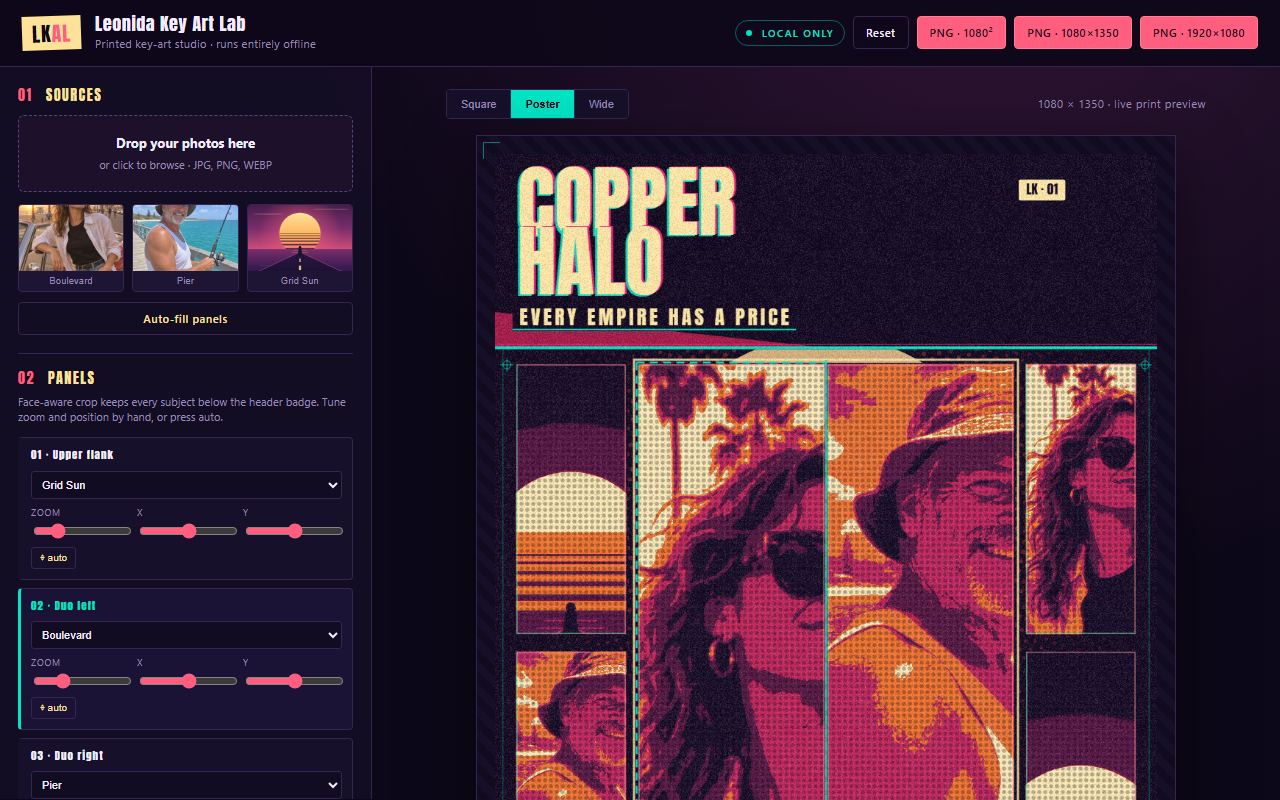 LKAL
Leonida Key Art Lab
Printed key-art studio · runs entirely offline
LOCAL ONLY
Reset
PNG · 1080²
PNG · 1080×1350
PNG · 1920×1080
01 SOURCES
Drop your photos here
or click to browse · JPG, PNG, WEBP
Boulevard
Pier
Grid Sun
Auto-fill panels
02 PANELS
Face-aware crop keeps every subject below the header badge. Tune
zoom and position by hand, or press auto.
01 · Upper flank
Grid Sun
ZOOM X Y
⌖ auto
02 · Duo left
Boulevard
ZOOM X Y
⌖ auto
03 · Duo right
Pier
Square
Poster
Wide
1080 × 1350 · live print preview
COPPER
HALO
LK · 01
EVERY EMPIRE HAS A PRICE